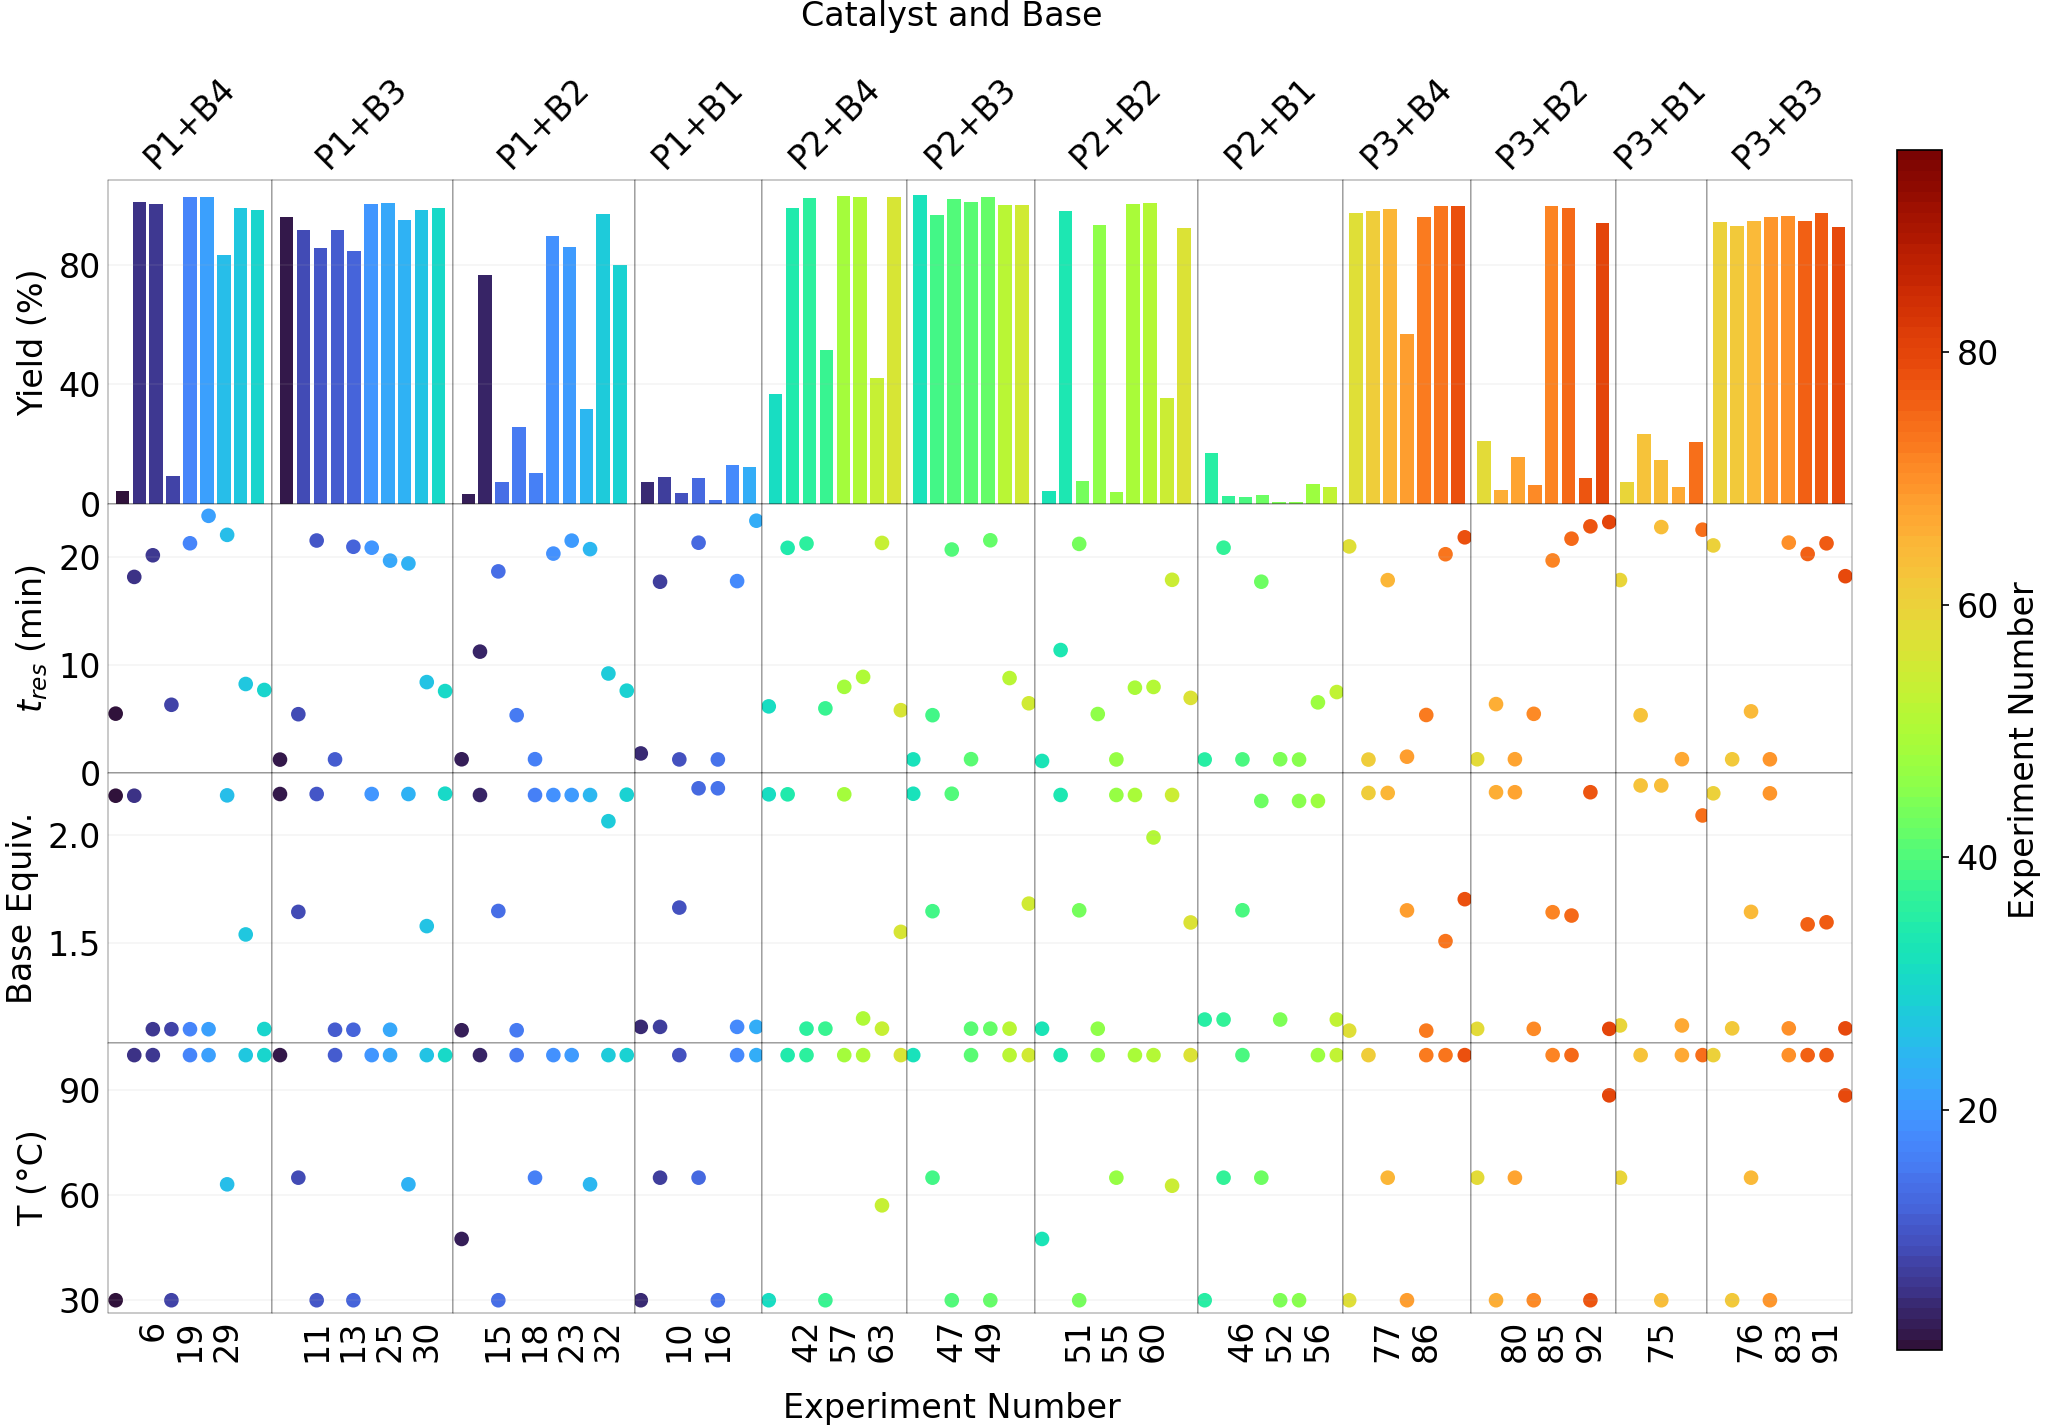 Catalyst and Base
P1+B4
P1+B3
P1+B2
P1+B1
P2+B4
P2+B3
P2+B2
P2+B1
P3+B4
P3+B2
P3+B1
P3+B3
Yield (%)
80
40
0
t_res (min)
20
10
0
Base Equiv.
2.0
1.5
T (°C)
90
60
30
6
19
29
11
13
25
30
15
18
23
32
10
16
42
57
63
47
49
51
55
60
46
52
56
77
86
80
85
92
75
76
83
91
Experiment Number
80
60
40
20
Experiment Number